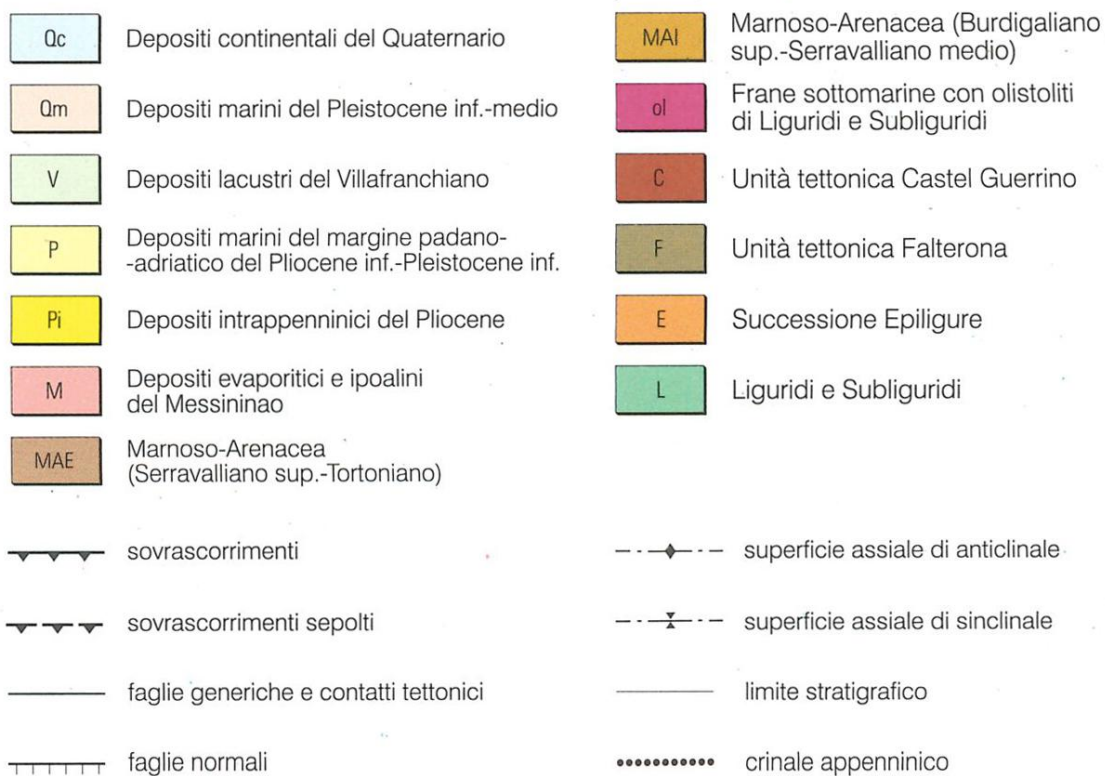 Qc Depositi continentali del Quaternario
Qm Depositi marini del Pleistocene inf.-medio
V Depositi lacustri del Villafranchiano
P Depositi marini del margine padano-
-adriatico del Pliocene inf.-Pleistocene inf.
Pi Depositi intrappenninici del Pliocene
M Depositi evaporitici e ipoalini
del Messininao
MAE Marnoso-Arenacea
(Serravalliano sup.-Tortoniano)
MAI Marnoso-Arenacea (Burdigaliano
sup.-Serravalliano medio)
ol Frane sottomarine con olistoliti
di Liguridi e Subliguridi
C Unità tettonica Castel Guerrino
F Unità tettonica Falterona
E Successione Epiligure
L Liguridi e Subliguridi
sovrascorrimenti
sovrascorrimenti sepolti
faglie generiche e contatti tettonici
faglie normali
superficie assiale di anticlinale
superficie assiale di sinclinale
limite stratigrafico
crinale appenninico